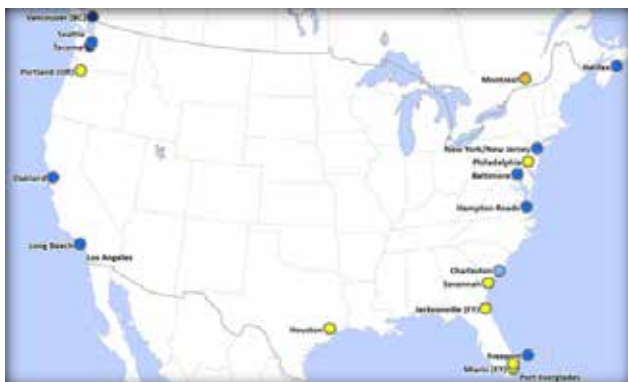 Vancouver (BC)
Seattle
Tacoma
Portland (OR)
Montreal
Halifax
New York/New Jersey
Philadelphia
Baltimore
Oakland
Hampton Roads
Long Beach
Los Angeles
Charleston
Savannah
Jacksonville (FY)
Houston
Freeport
Miami (FY)
Port Everglades